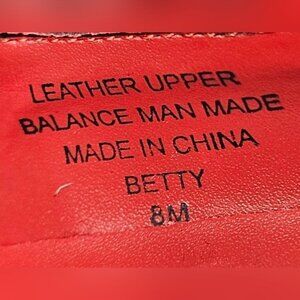 LEATHER UPPER
BALANCE MAN MADE
MADE IN CHINA
BETTY
8M